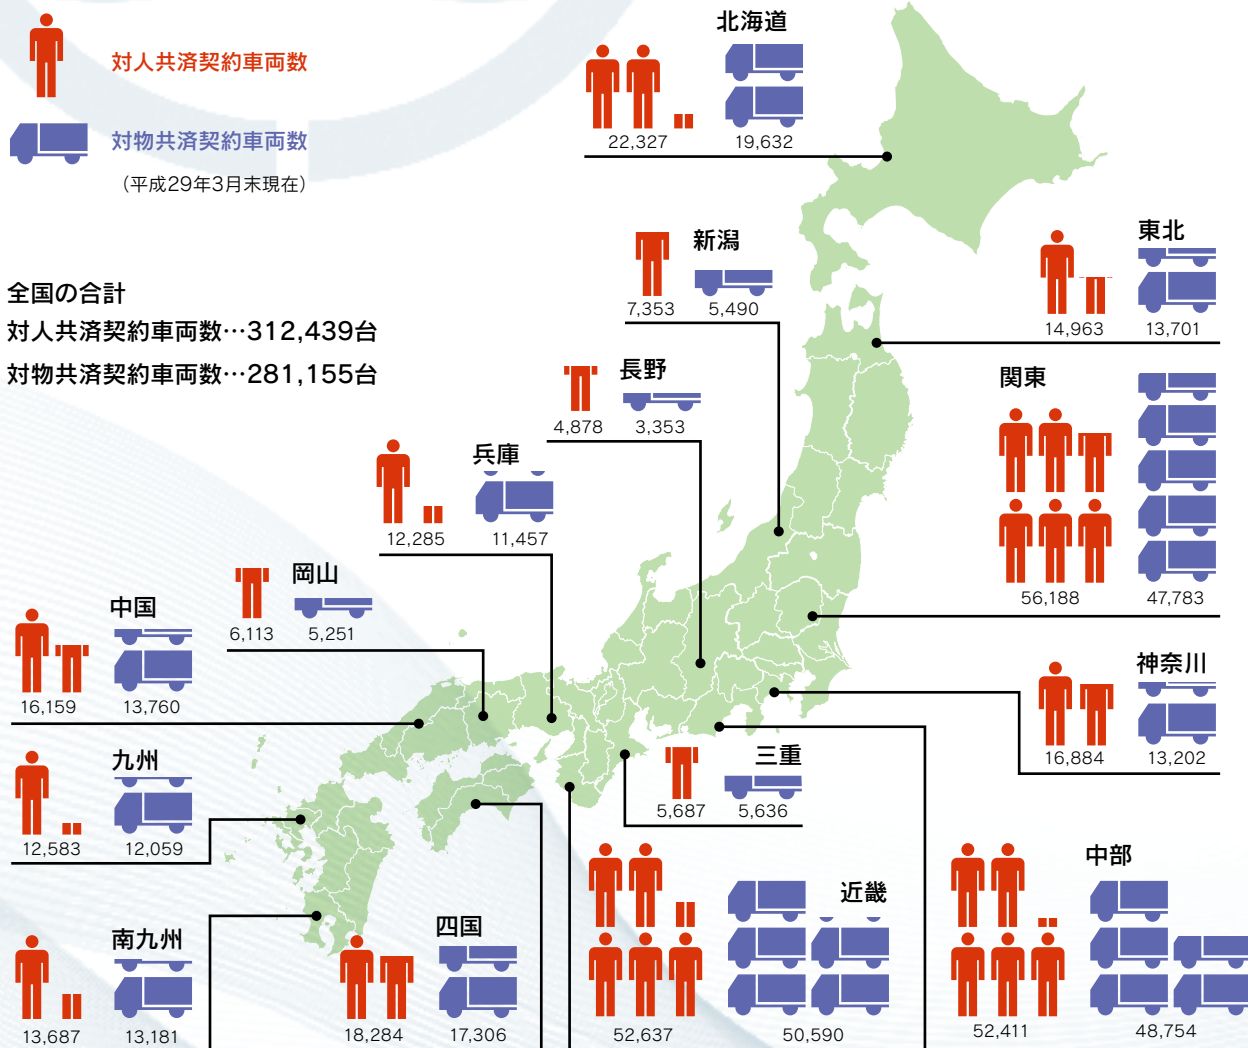 対人共済契約車両数
対物共済契約車両数
（平成29年3月末現在）
全国の合計
対人共済契約車両数…312,439台
対物共済契約車両数…281,155台
北海道
22,327
19,632
東北
14,963
13,701
新潟
7,353
5,490
関東
56,188
47,783
長野
4,878
3,353
兵庫
12,285
11,457
岡山
6,113
5,251
中国
16,159
13,760
神奈川
16,884
13,202
三重
5,687
5,636
九州
12,583
12,059
中部
52,411
48,754
近畿
52,637
50,590
四国
18,284
17,306
南九州
13,687
13,181